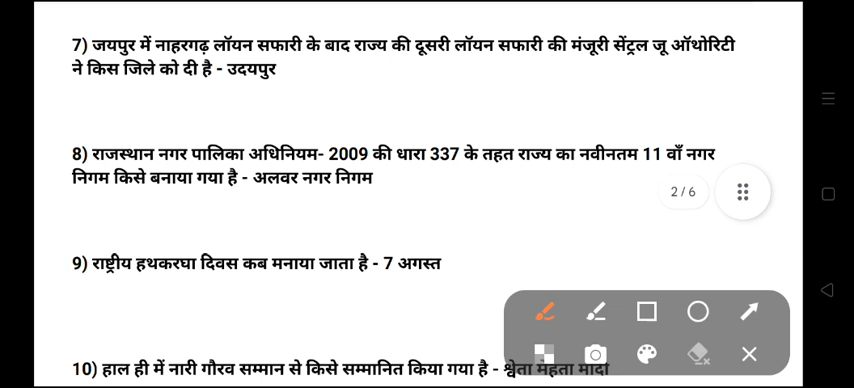 7) जयपुर में नाहरगढ़ लॉयन सफारी के बाद राज्य की दूसरी लॉयन सफारी की मंजूरी सेंट्रल जू ऑथोरिटी
ने किस जिले को दी है - उदयपुर
8) राजस्थान नगर पालिका अधिनियम- 2009 की धारा 337 के तहत राज्य का नवीनतम 11 वाँ नगर
निगम किसे बनाया गया है - अलवर नगर निगम
2 / 6
9) राष्ट्रीय हथकरघा दिवस कब मनाया जाता है - 7 अगस्त
10) हाल ही में नारी गौरव सम्मान से किसे सम्मानित किया गया है - श्वेता मेहता मोदी